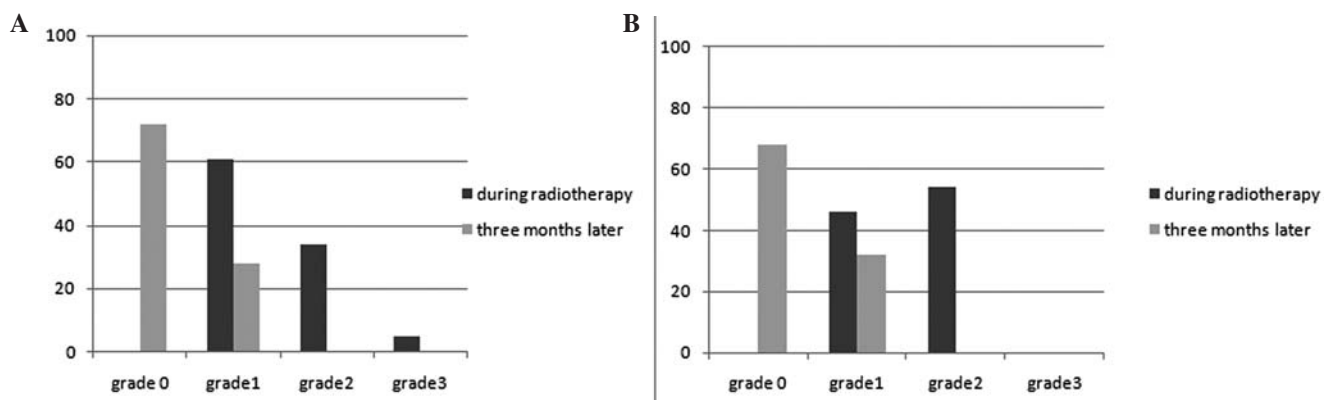 A
100
80
60
40
20
0
grade 0 grade1 grade2 grade3
during radiotherapy
three months later
B
100
80
60
40
20
0
grade 0 grade1 grade2 grade3
during radiotherapy
three months later